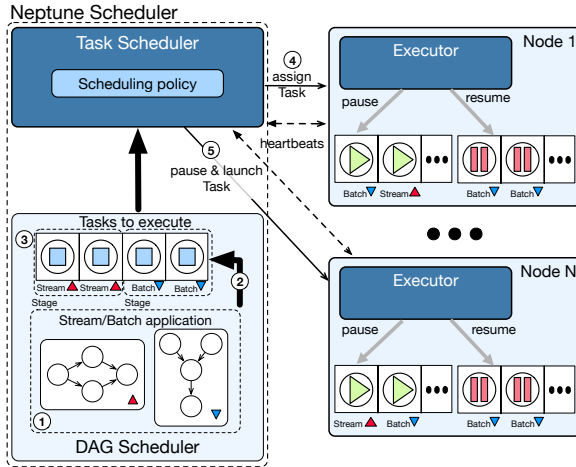 Neptune Scheduler
Task Scheduler
Scheduling policy
4
assign
Task
heartbeats
5
pause & launch
Task
Tasks to execute
3
Stream
Stream
Batch
Batch
Stage
Stage
2
Stream/Batch application
1
DAG Scheduler
Node 1
Executor
pause
resume
Batch
Stream
Batch
Batch
Node N
Executor
pause
resume
Stream
Batch
Batch
Batch